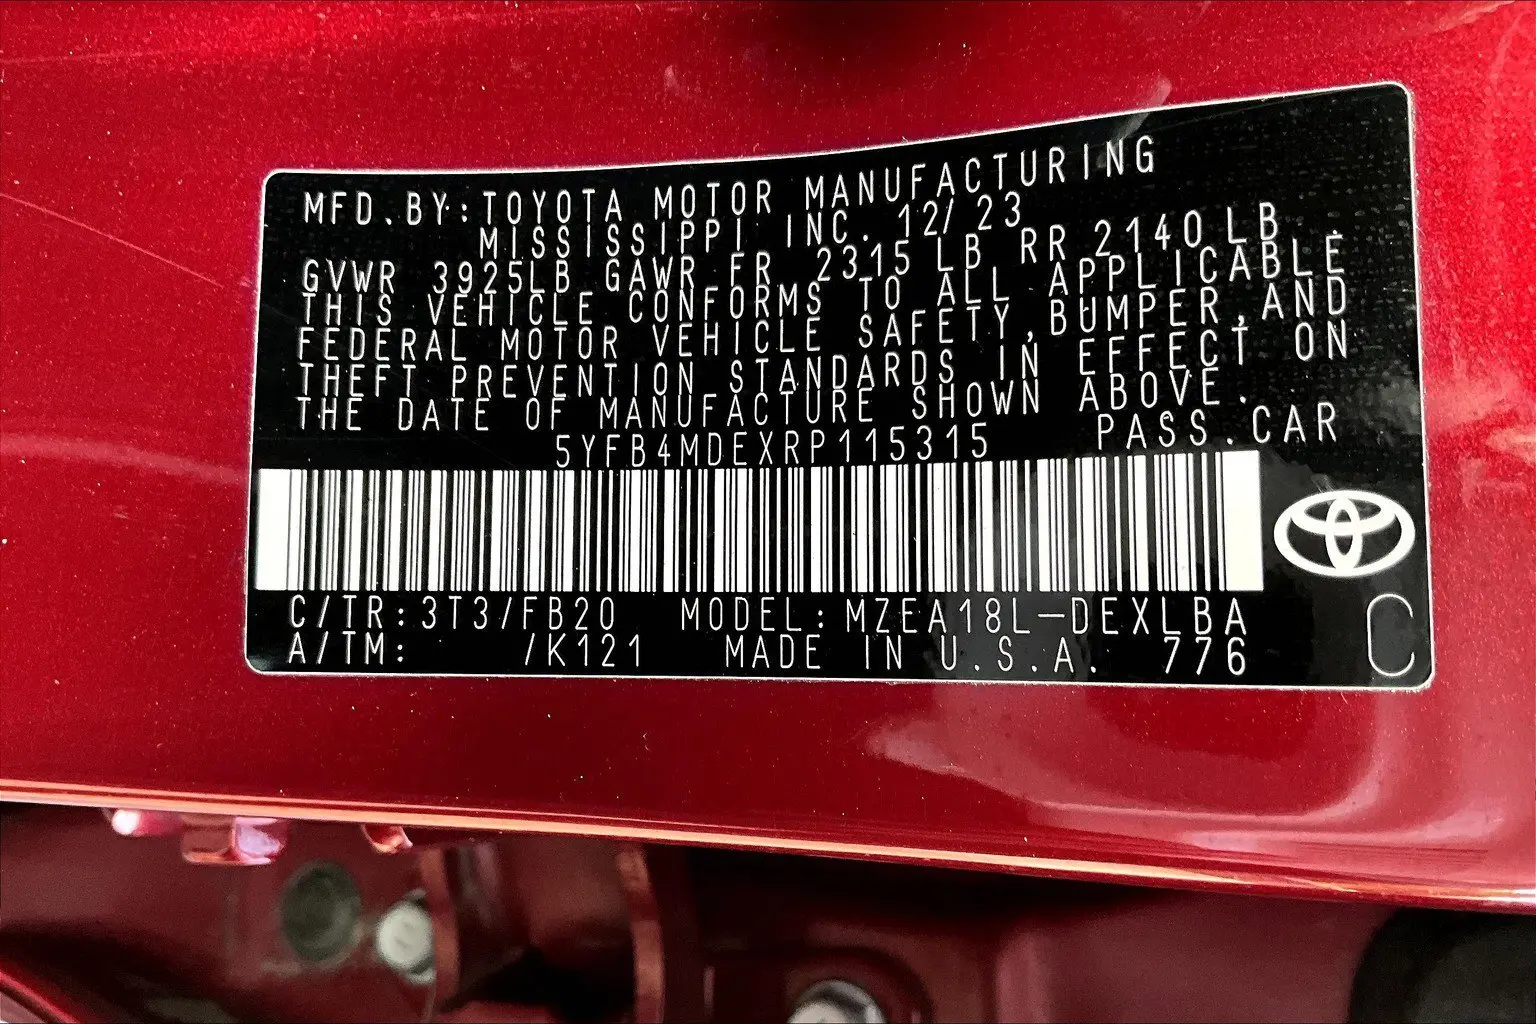 MFD.BY:TOYOTA MOTOR MANUFACTURING
MISSISSIPPI INC. 12/23
GVWR 3925LB GAWR FR 2315 LB RR 2140LB
THIS VEHICLE CONFORMS TO ALL APPLICABLE
FEDERAL MOTOR VEHICLE SAFETY,BUMPER,AND
THEFT PREVENTION STANDARDS IN EFFECT ON
THE DATE OF MANUFACTURE SHOWN ABOVE.
5YFB4MDEXRP115315 PASS.CAR
C/TR:3T3/FB20 MODEL:MZEA18L-DEXLBA
A/TM: /K121 MADE IN U.S.A. 776
C